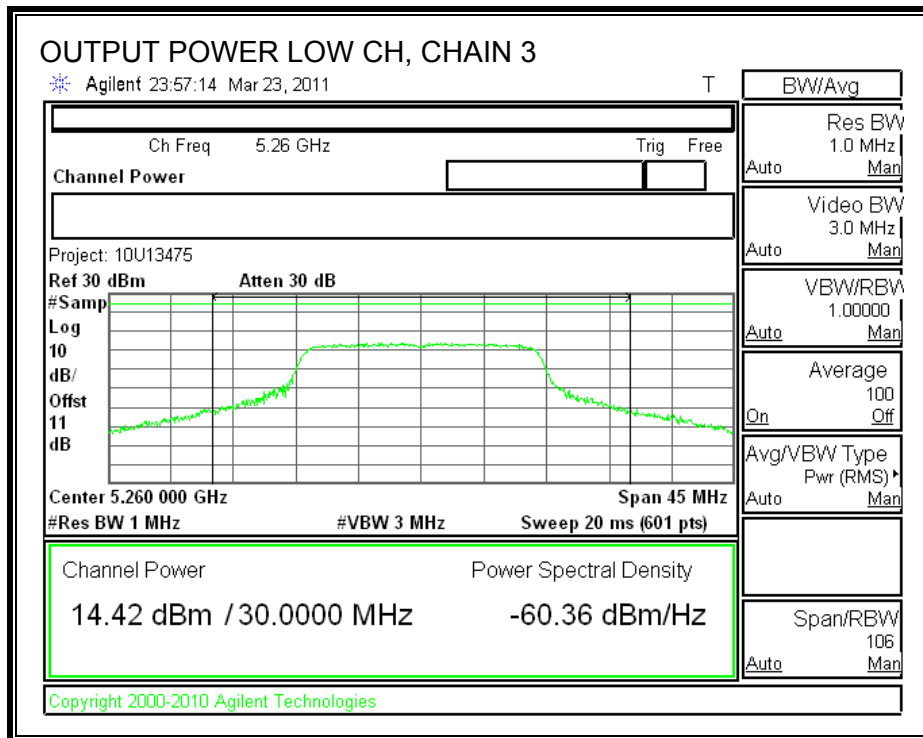 OUTPUT POWER LOW CH, CHAIN 3
Agilent 23:57:14 Mar 23, 2011 T
Ch Freq 5.26 GHz Trig Free
Channel Power
Project: 10U13475
Ref 30 dBm Atten 30 dB
#Samp
Log
10
dB/
Offst
11
dB
Center 5.260 000 GHz Span 45 MHz
#Res BW 1 MHz #VBW 3 MHz Sweep 20 ms (601 pts)
Channel Power Power Spectral Density
14.42 dBm / 30.0000 MHz -60.36 dBm/Hz
Copyright 2000-2010 Agilent Technologies
BW/Avg
Res BW
1.0 MHz
Auto Man
Video BW
3.0 MHz
Auto Man
VBW/RBW
1.00000
Auto Man
Average
100
On Off
Avg/VBW Type
Pwr (RMS)
Auto Man
Span/RBW
106
Auto Man